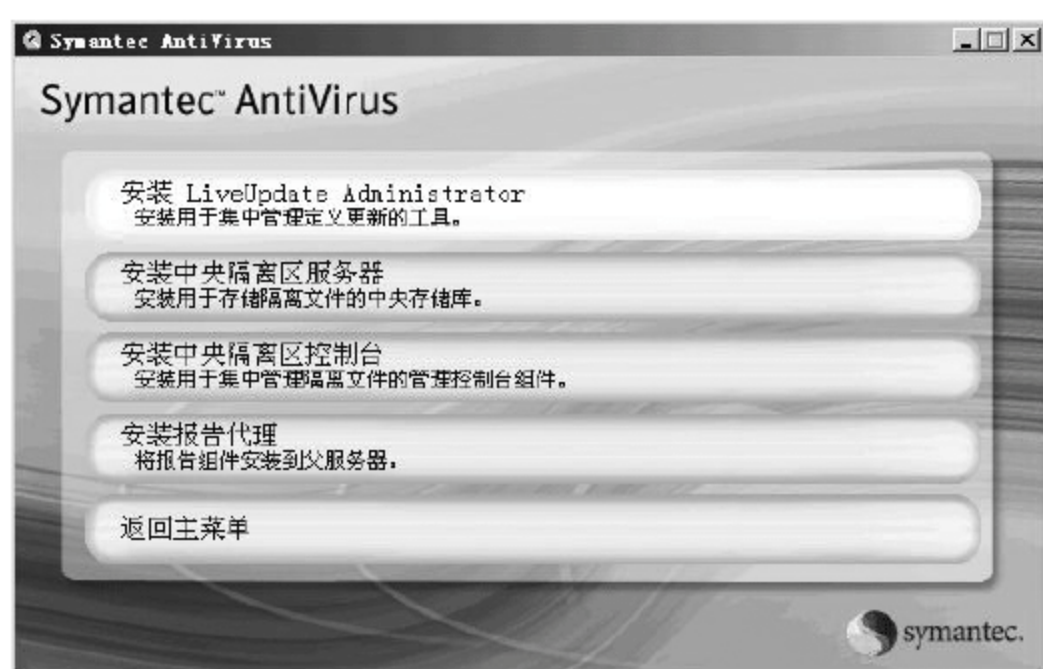 Symantec AntiVirus
Symantec™ AntiVirus
安装 LiveUpdate Administrator
安装用于集中管理定义更新的工具。
安装中央隔离区服务器
安装用于存储隔离文件的中央存储库。
安装中央隔离区控制台
安装用于集中管理隔离文件的管理控制台组件。
安装报告代理
将报告组件安装到父服务器。
返回主菜单
symantec.